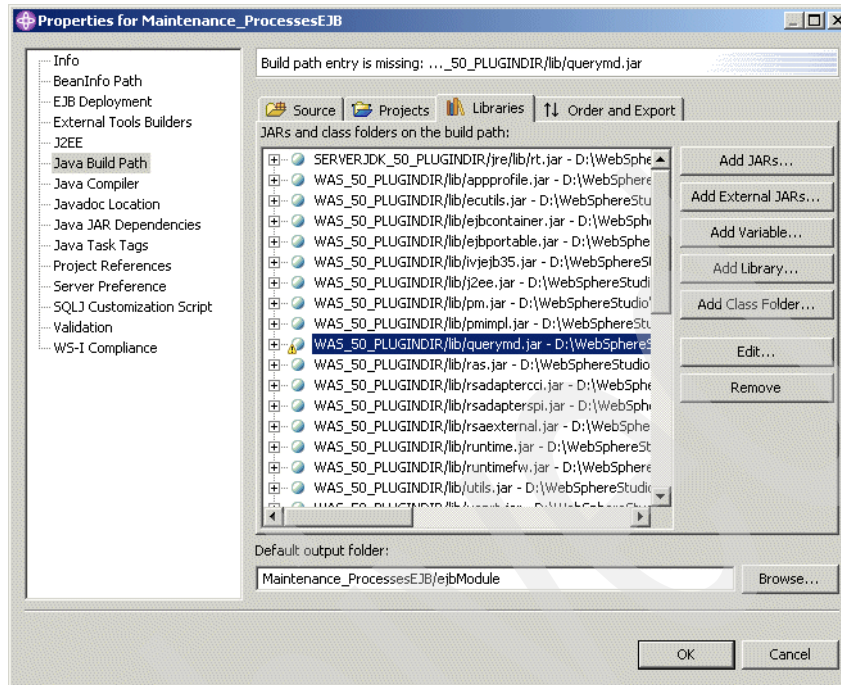 Properties for Maintenance_ProcessesEJB
Info
BeanInfo Path
EJB Deployment
External Tools Builders
J2EE
Java Build Path
Java Compiler
Javadoc Location
Java JAR Dependencies
Java Task Tags
Project References
Server Preference
SQLJ Customization Script
Validation
WS-I Compliance
Build path entry is missing: ..._50_PLUGINDIR/lib/querymd.jar
Source Projects Libraries Order and Export
JARs and class folders on the build path:
SERVERJDK_50_PLUGINDIR/jre/lib/rt.jar - D:\WebSphe
WAS_50_PLUGINDIR/lib/appprofile.jar - D:\WebSphere
WAS_50_PLUGINDIR/lib/ecutils.jar - D:\WebSphereStu
WAS_50_PLUGINDIR/lib/ejbcontainer.jar - D:\WebSph
WAS_50_PLUGINDIR/lib/ejbportable.jar - D:\WebSphe
WAS_50_PLUGINDIR/lib/ivjejb35.jar - D:\WebSphereS
WAS_50_PLUGINDIR/lib/j2ee.jar - D:\WebSphereStudi
WAS_50_PLUGINDIR/lib/pm.jar - D:\WebSphereStudio
WAS_50_PLUGINDIR/lib/pmimpl.jar - D:\WebSphereStu
WAS_50_PLUGINDIR/lib/querymd.jar - D:\WebSphereS
WAS_50_PLUGINDIR/lib/ras.jar - D:\WebSphereStudio
WAS_50_PLUGINDIR/lib/rsadaptercci.jar - D:\WebSphe
WAS_50_PLUGINDIR/lib/rsadapterspi.jar - D:\WebSph
WAS_50_PLUGINDIR/lib/rsaexternal.jar - D:\WebSphe
WAS_50_PLUGINDIR/lib/runtime.jar - D:\WebSphereSt
WAS_50_PLUGINDIR/lib/runtimefw.jar - D:\WebSphere
WAS_50_PLUGINDIR/lib/utils.jar - D:\WebSphereStudio
Add JARs...
Add External JARs...
Add Variable...
Add Library...
Add Class Folder...
Edit...
Remove
Default output folder:
Maintenance_ProcessesEJB/ejbModule
Browse...
OK
Cancel